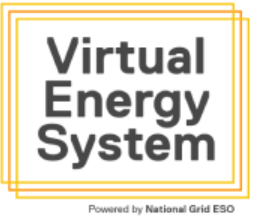 Virtual
Energy
System
Powered by National Grid ESO